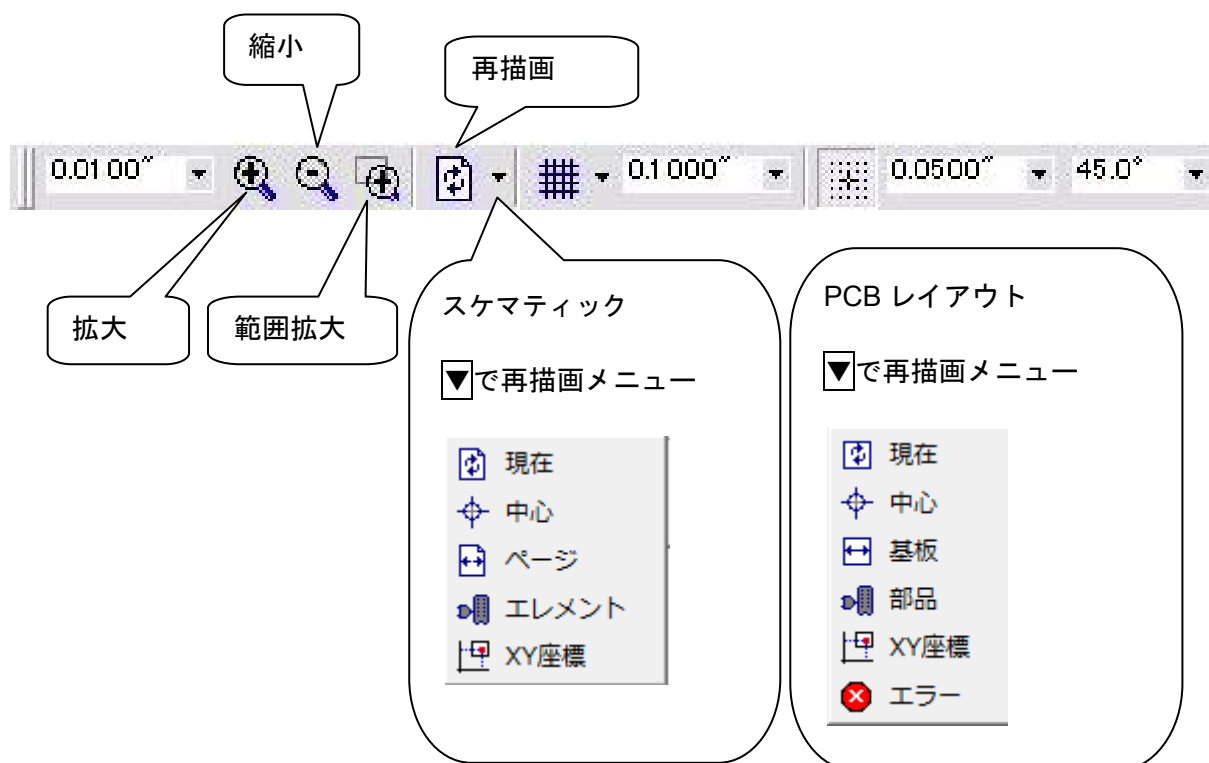 縮小
再描画
0.0100" 0.1000" 0.0500" 45.0°
拡大
範囲拡大
スケマティック
▼で再描画メニュー
現在
中心
ページ
エレメント
XY座標
PCB レイアウト
▼で再描画メニュー
現在
中心
基板
部品
XY座標
エラー